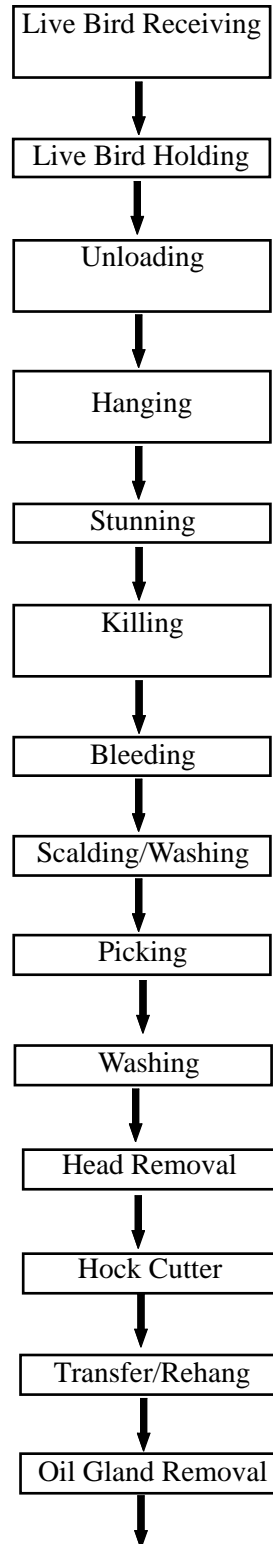 Live Bird Receiving
Live Bird Holding
Unloading
Hanging
Stunning
Killing
Bleeding
Scalding/Washing
Picking
Washing
Head Removal
Hock Cutter
Transfer/Rehang
Oil Gland Removal